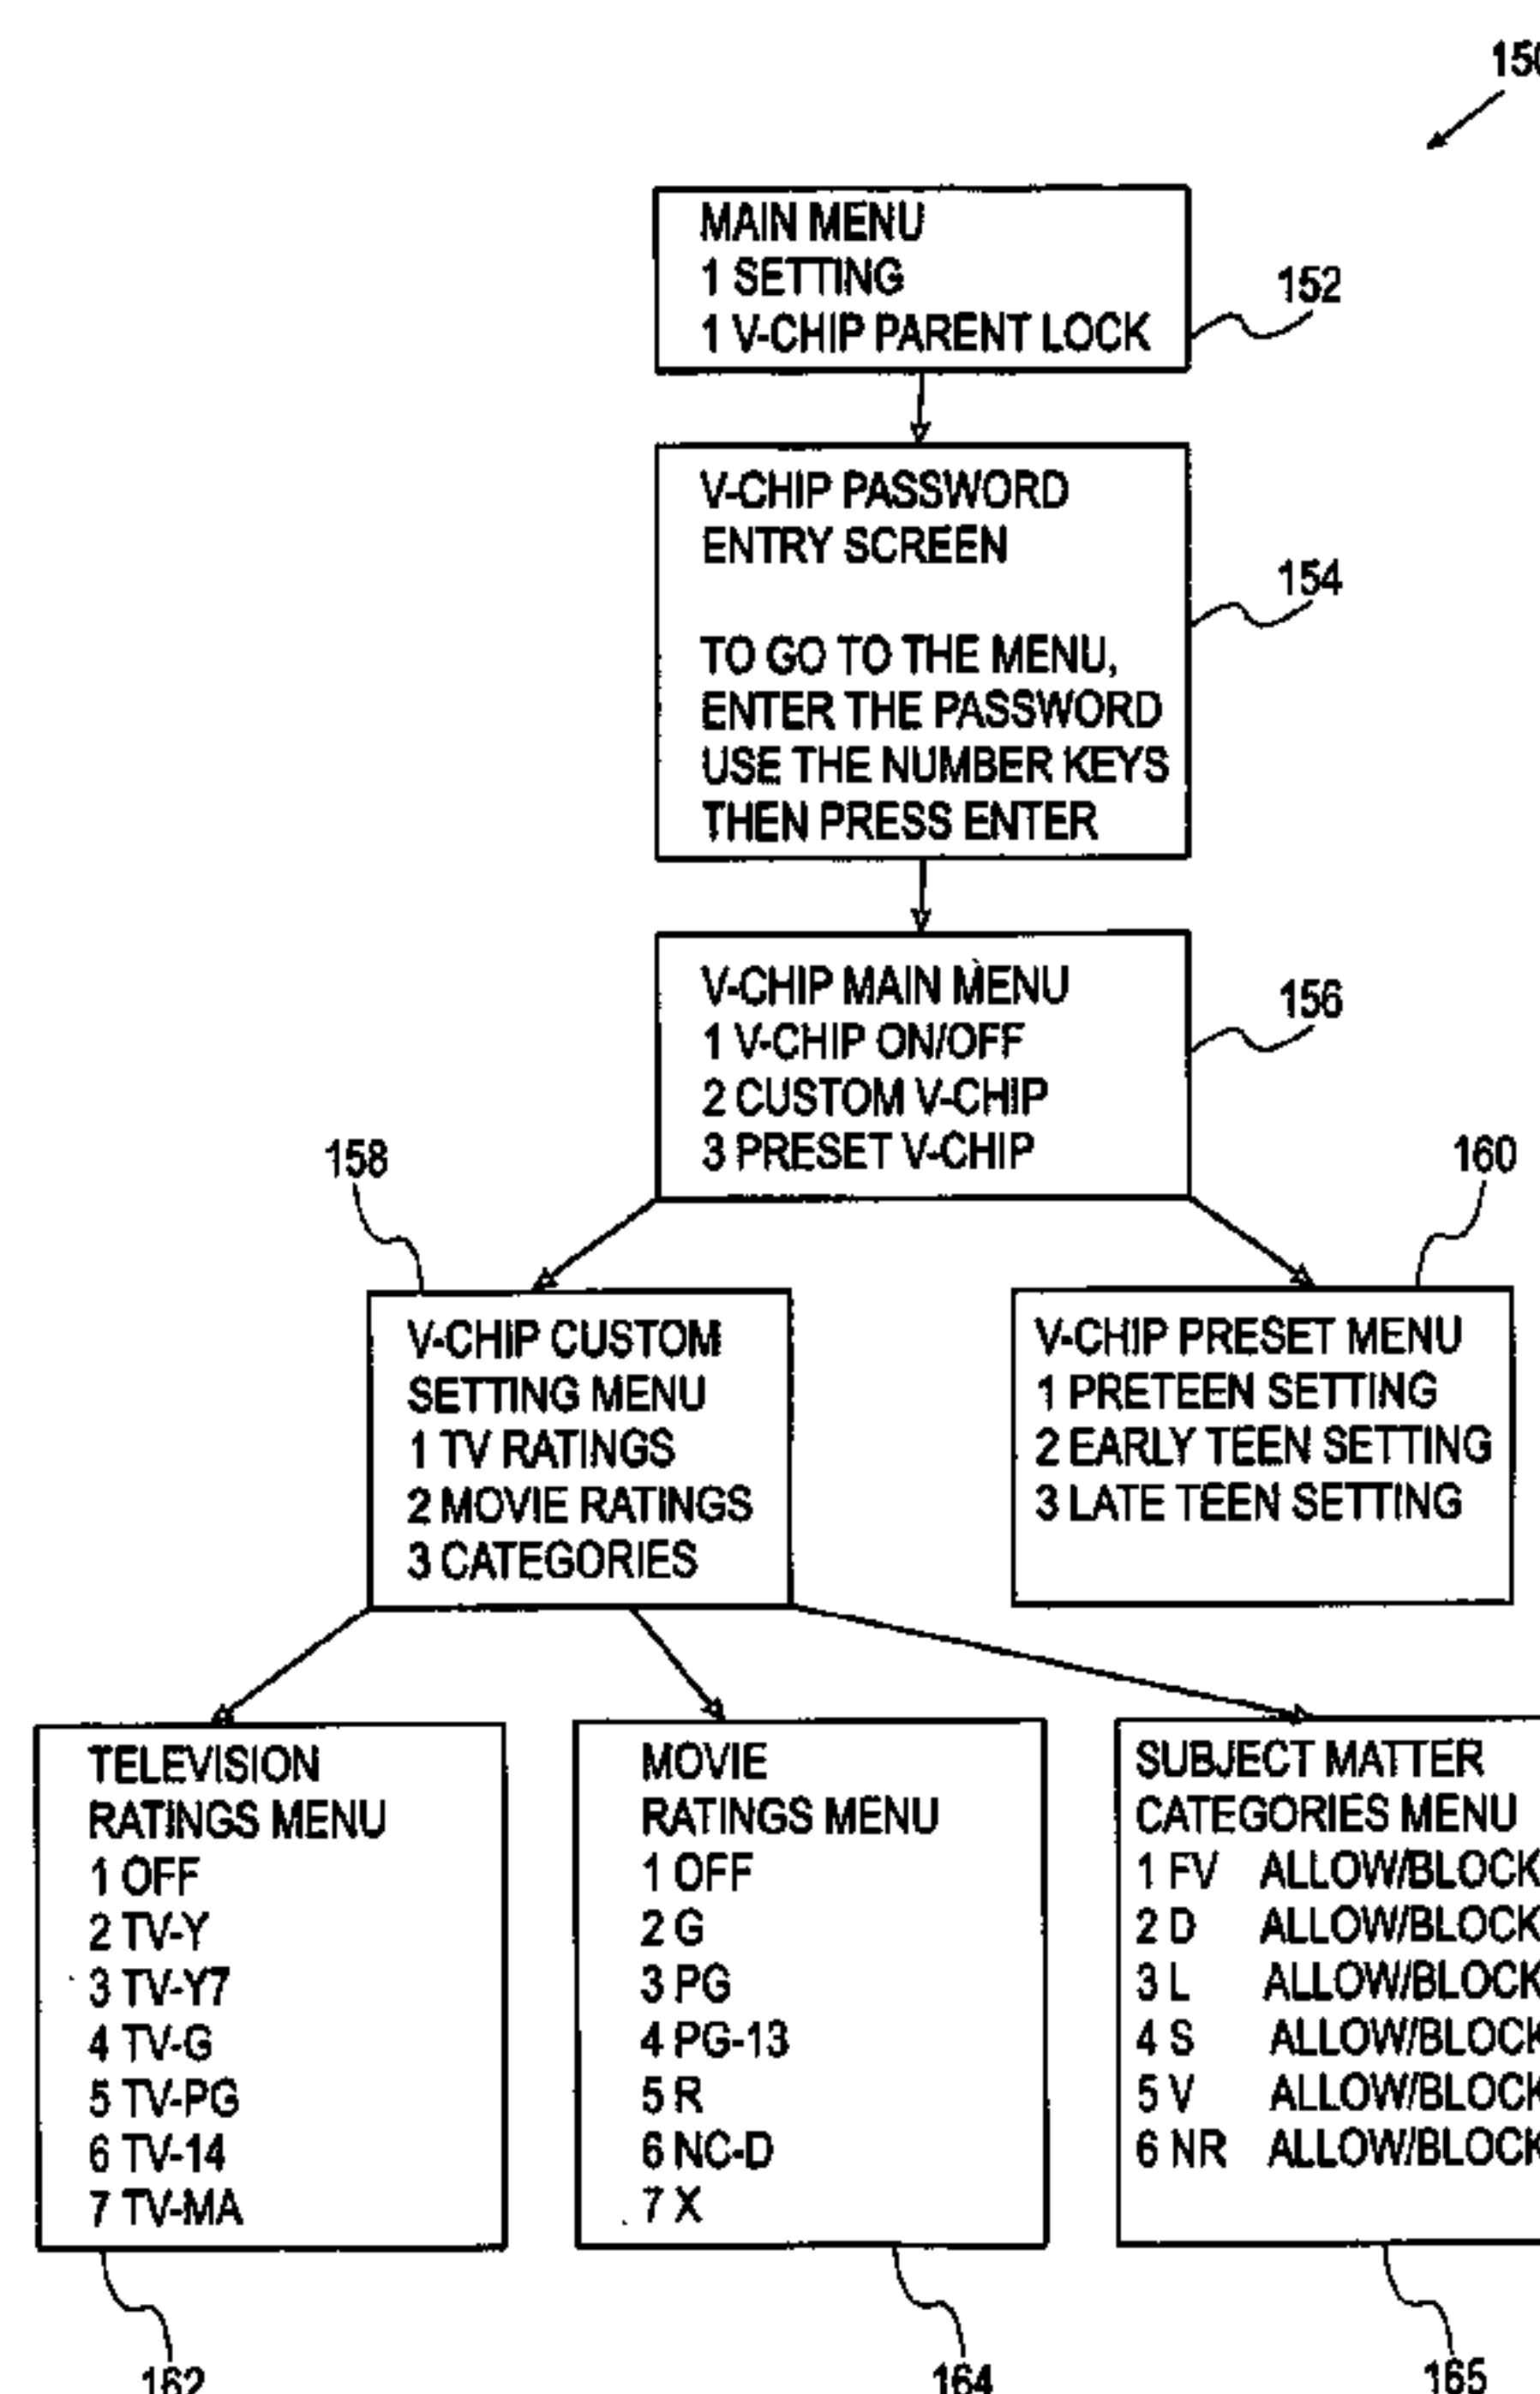 150
MAIN MENU
1 SETTING
1 V-CHIP PARENT LOCK
152
V-CHIP PASSWORD
ENTRY SCREEN
TO GO TO THE MENU,
ENTER THE PASSWORD
USE THE NUMBER KEYS
THEN PRESS ENTER
154
V-CHIP MAIN MENU
1 V-CHIP ON/OFF
2 CUSTOM V-CHIP
3 PRESET V-CHIP
156
158
V-CHIP CUSTOM
SETTING MENU
1 TV RATINGS
2 MOVIE RATINGS
3 CATEGORIES
160
V-CHIP PRESET MENU
1 PRETEEN SETTING
2 EARLY TEEN SETTING
3 LATE TEEN SETTING
TELEVISION
RATINGS MENU
1 OFF
2 TV-Y
3 TV-Y7
4 TV-G
5 TV-PG
6 TV-14
7 TV-MA
162
MOVIE
RATINGS MENU
1 OFF
2 G
3 PG
4 PG-13
5 R
6 NC-D
7 X
164
SUBJECT MATTER
CATEGORIES MENU
1 FV ALLOW/BLOCK
2 D ALLOW/BLOCK
3 L ALLOW/BLOCK
4 S ALLOW/BLOCK
5 V ALLOW/BLOCK
6 NR ALLOW/BLOCK
165